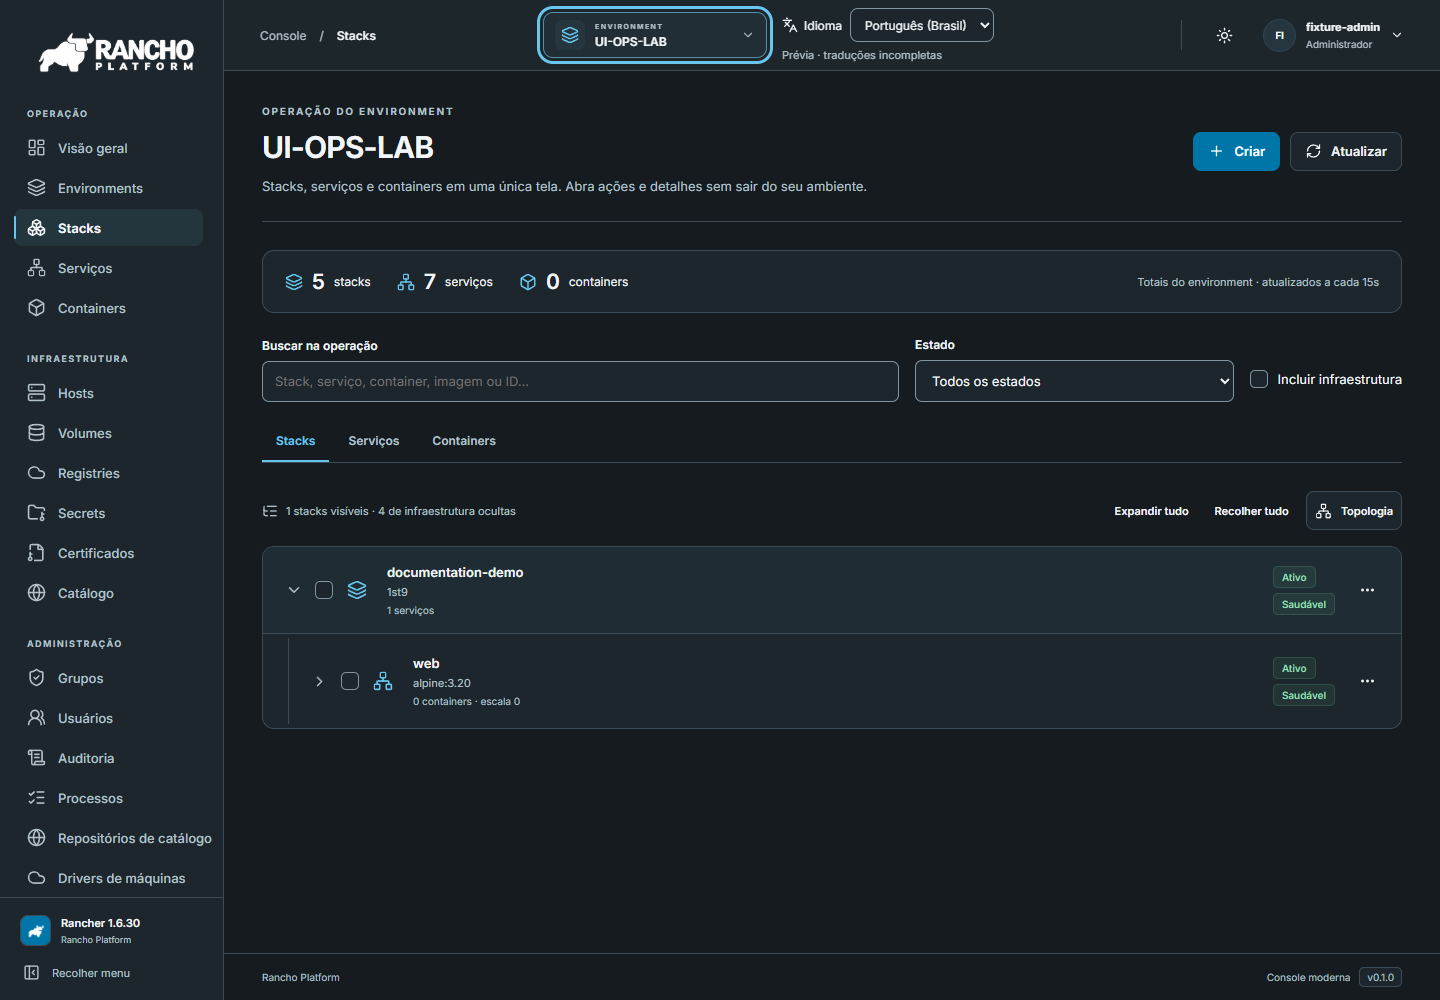 RANCHO
PLATFORM
OPERAÇÃO
Visão geral
Environments
Stacks
Serviços
Containers
INFRAESTRUTURA
Hosts
Volumes
Registries
Secrets
Certificados
Catálogo
ADMINISTRAÇÃO
Grupos
Usuários
Auditoria
Processos
Repositórios de catálogo
Drivers de máquinas
Rancher 1.6.30
Rancho Platform
Recolher menu
Console / Stacks
ENVIRONMENT
UI-OPS-LAB
Idioma
Português (Brasil)
Prévia · traduções incompletas
FI
fixture-admin
Administrador
OPERAÇÃO DO ENVIRONMENT
UI-OPS-LAB
Stacks, serviços e containers em uma única tela. Abra ações e detalhes sem sair do seu ambiente.
Criar
Atualizar
5 stacks
7 serviços
0 containers
Totais do environment · atualizados a cada 15s
Buscar na operação
Stack, serviço, container, imagem ou ID...
Estado
Todos os estados
Incluir infraestrutura
Stacks
Serviços
Containers
1 stacks visíveis · 4 de infraestrutura ocultas
Expandir tudo
Recolher tudo
Topologia
documentation-demo
1st9
1 serviços
Ativo
Saudável
web
alpine:3.20
0 containers · escala 0
Ativo
Saudável
Rancho Platform
Console moderna
v0.1.0